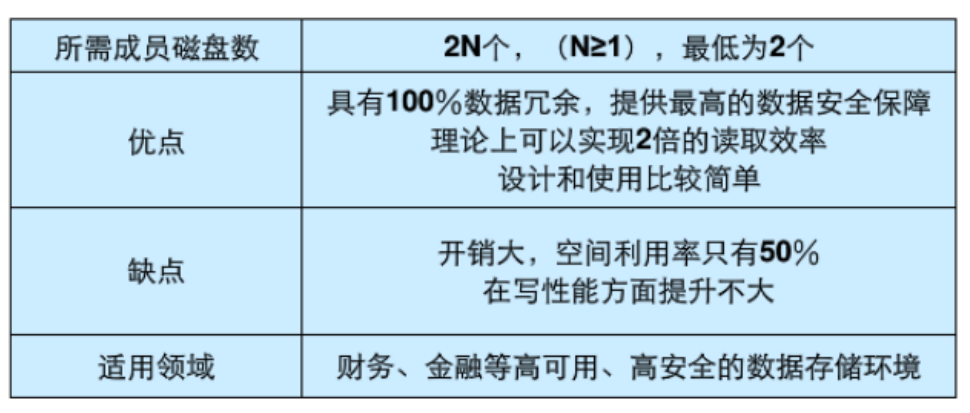 所需成员磁盘数
2N个，（N≥1），最低为2个
优点
具有100%数据冗余，提供最高的数据安全保障
理论上可以实现2倍的读取效率
设计和使用比较简单
缺点
开销大，空间利用率只有50%
在写性能方面提升不大
适用领域
财务、金融等高可用、高安全的数据存储环境